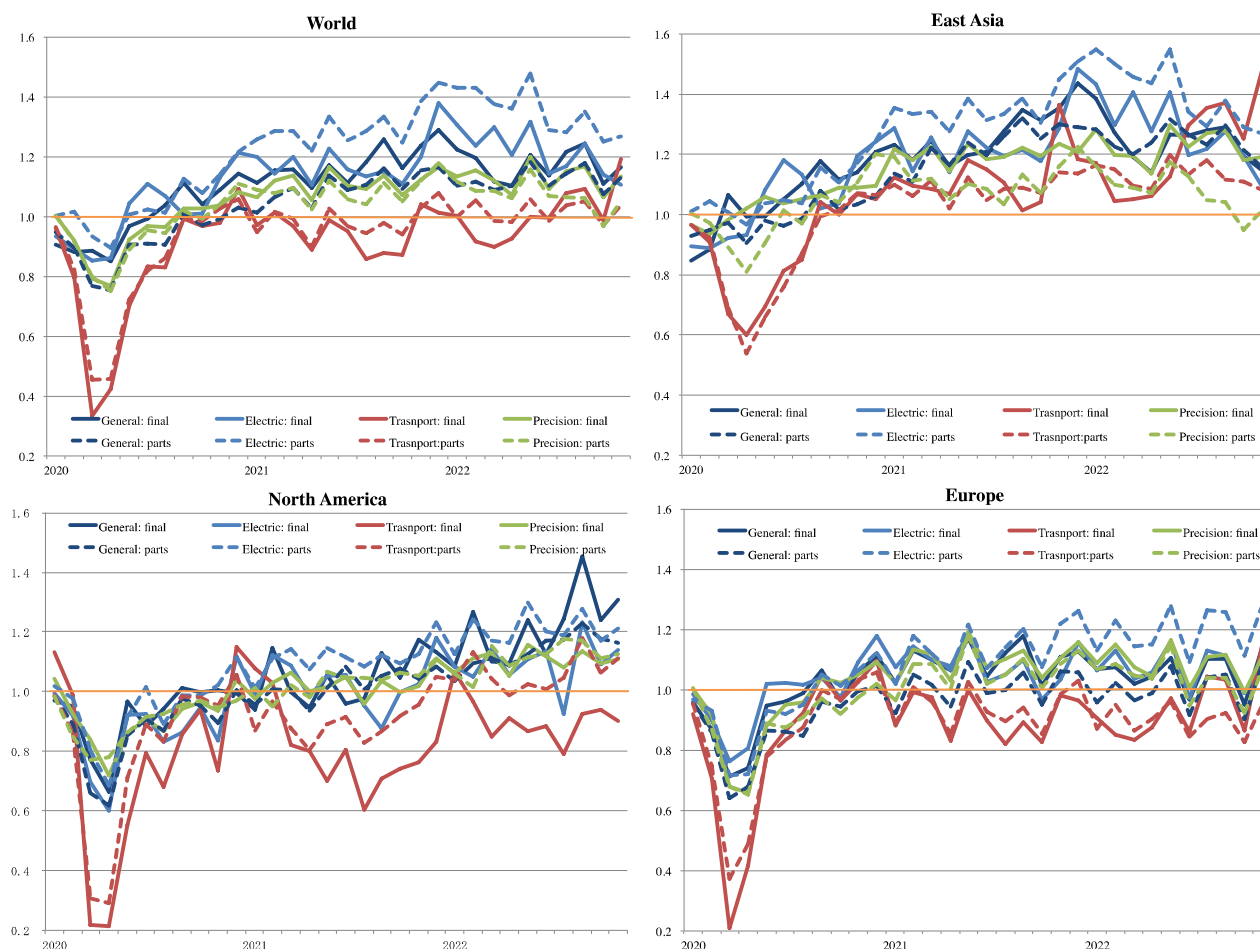 World
1.6
1.4
1.2
1.0
0.8
0.6
0.4
0.2
General: final Electric: final Trasnport: final Precision: final
General: parts Electric: parts Trasnport:parts Precision: parts
2020 2021 2022
East Asia
1.6
1.4
1.2
1.0
0.8
0.6
0.4
0.2
General: final Electric: final Trasnport: final Precision: final
General: parts Electric: parts Trasnport:parts Precision: parts
2020 2021 2022
North America
1.6
General: final Electric: final Trasnport: final Precision: final
General: parts Electric: parts Trasnport:parts Precision: parts
1.4
1.2
1.0
0.8
0.6
0.4
0.2
2020 2021 2022
Europe
1.6
General: final Electric: final Trasnport: final Precision: final
General: parts Electric: parts Trasnport:parts Precision: parts
1.4
1.2
1.0
0.8
0.6
0.4
0.2
2020 2021 2022